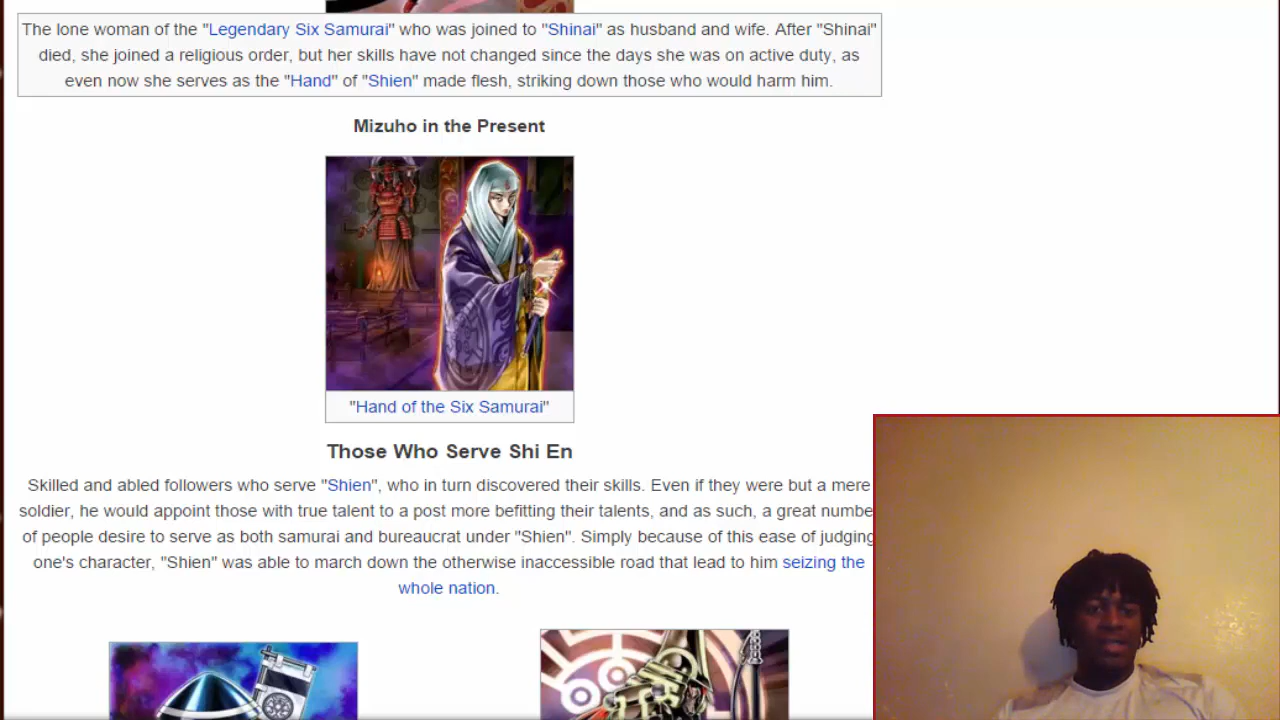 The lone woman of the "Legendary Six Samurai" who was joined to "Shinai" as husband and wife. After "Shinai"
died, she joined a religious order, but her skills have not changed since the days she was on active duty, as
even now she serves as the "Hand" of "Shien" made flesh, striking down those who would harm him.
Mizuho in the Present
"Hand of the Six Samurai"
Those Who Serve Shi En
Skilled and abled followers who serve "Shien", who in turn discovered their skills. Even if they were but a mere
soldier, he would appoint those with true talent to a post more befitting their talents, and as such, a great numbe
of people desire to serve as both samurai and bureaucrat under "Shien". Simply because of this ease of judging
one's character, "Shien" was able to march down the otherwise inaccessible road that lead to him seizing the
whole nation.